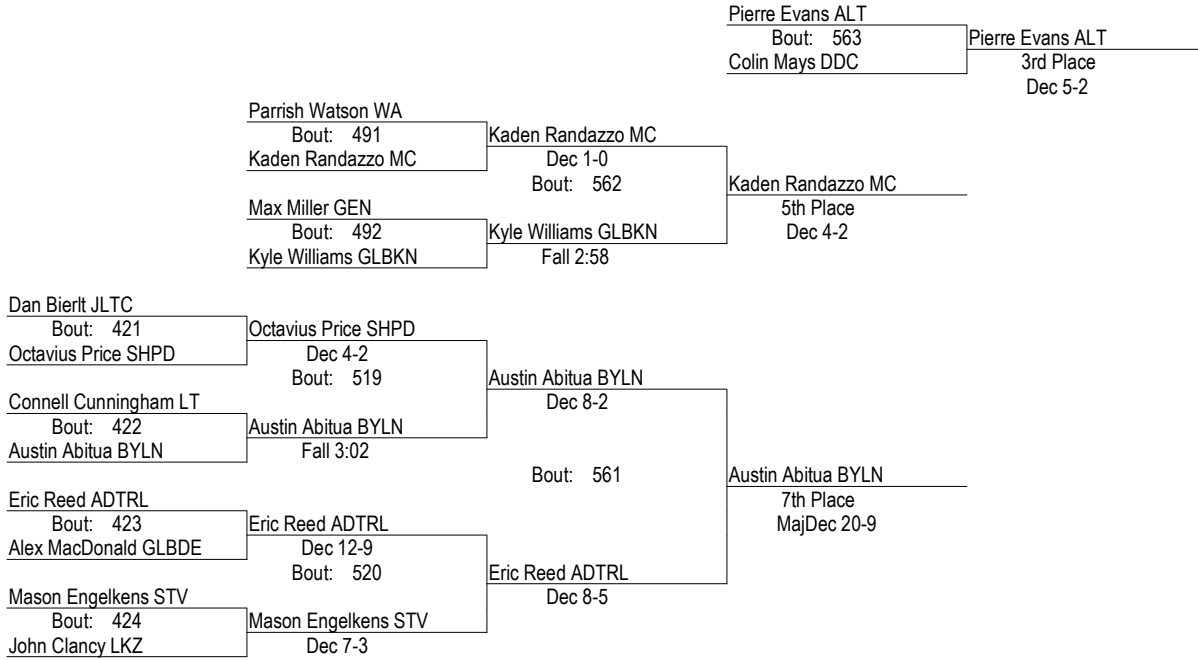 Pierre Evans ALT
Bout: 563
Pierre Evans ALT
Colin Mays DDC
3rd Place
Dec 5-2
Parrish Watson WA
Bout: 491
Kaden Randazzo MC
Kaden Randazzo MC
Dec 1-0
Bout: 562
Kaden Randazzo MC
Max Miller GEN
5th Place
Bout: 492
Kyle Williams GLBKN
Dec 4-2
Kyle Williams GLBKN
Fall 2:58
Dan Bierlt JLTC
Bout: 421
Octavius Price SHPD
Octavius Price SHPD
Dec 4-2
Bout: 519
Austin Abitua BYLN
Connell Cunningham LT
Dec 8-2
Bout: 422
Austin Abitua BYLN
Austin Abitua BYLN
Fall 3:02
Bout: 561
Austin Abitua BYLN
Eric Reed ADTRL
7th Place
Bout: 423
Eric Reed ADTRL
MajDec 20-9
Alex MacDonald GLBDE
Dec 12-9
Bout: 520
Eric Reed ADTRL
Mason Engelkens STV
Dec 8-5
Bout: 424
Mason Engelkens STV
John Clancy LKZ
Dec 7-3